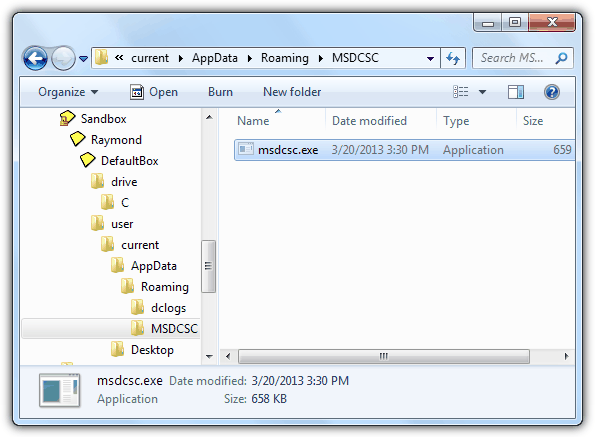 « current ▸ AppData ▸ Roaming ▸ MSDCSC
Search MS...
Organize Open Burn New folder
Name Date modified Type Size
Sandbox
Raymond
DefaultBox
drive
C
user
current
AppData
Roaming
dclogs
MSDCSC
Desktop
msdcsc.exe 3/20/2013 3:30 PM Application 659
msdcsc.exe Date modified: 3/20/2013 3:30 PM
Application Size: 658 KB